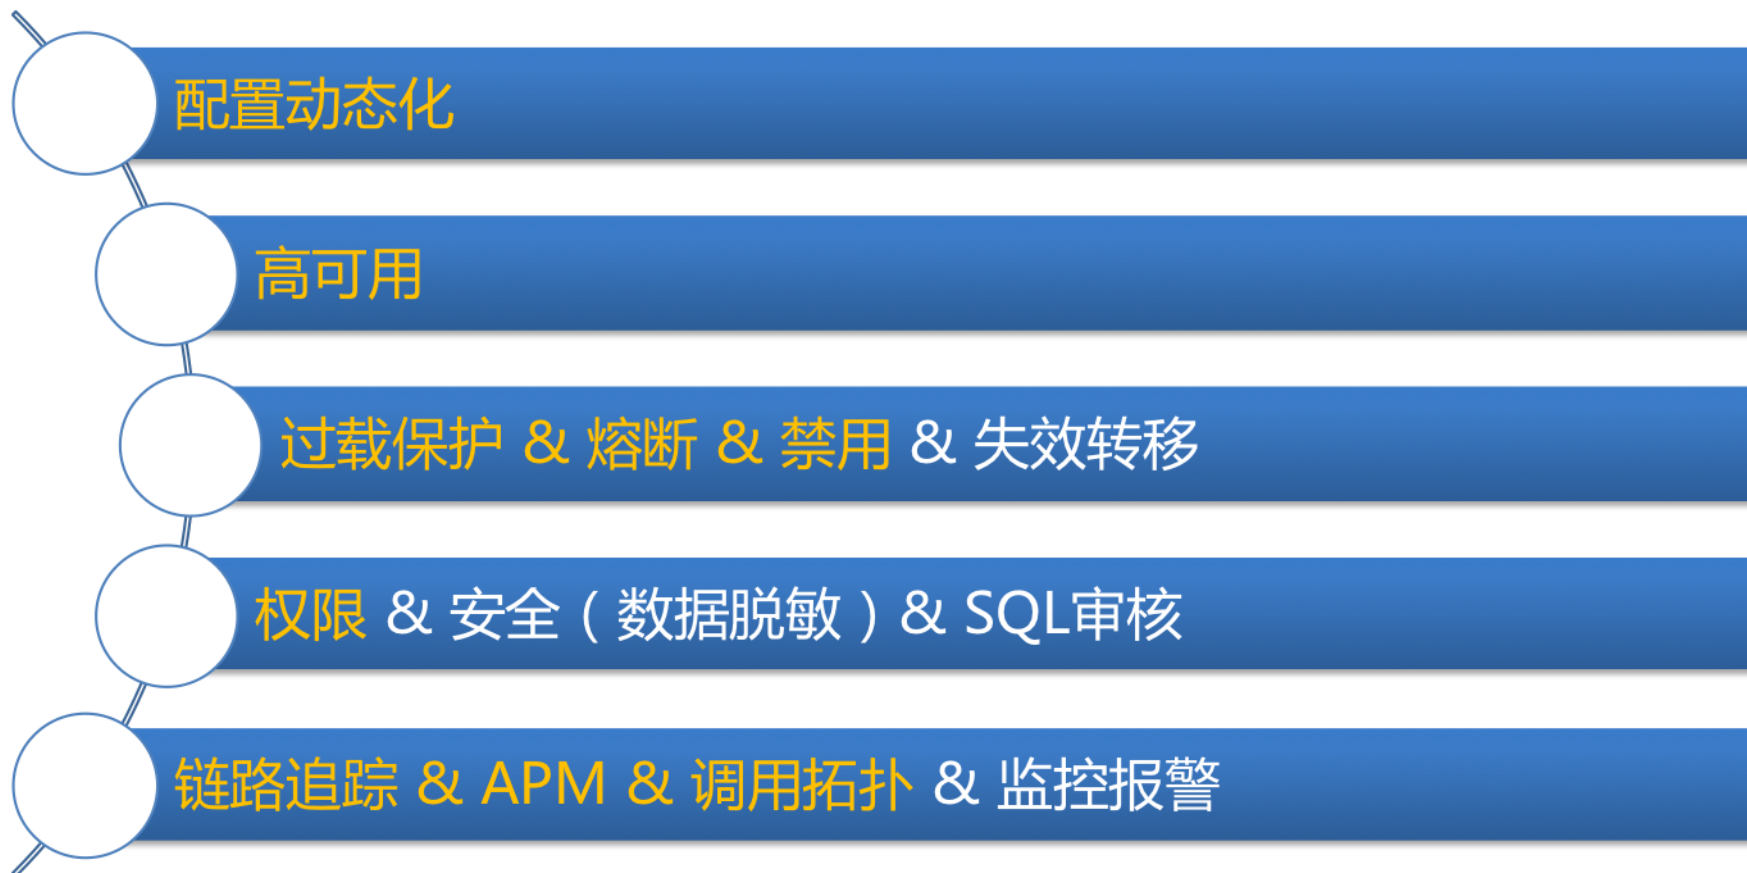 配置动态化
高可用
过载保护 & 熔断 & 禁用 & 失效转移
权限 & 安全（数据脱敏）& SQL审核
链路追踪 & APM & 调用拓扑 & 监控报警